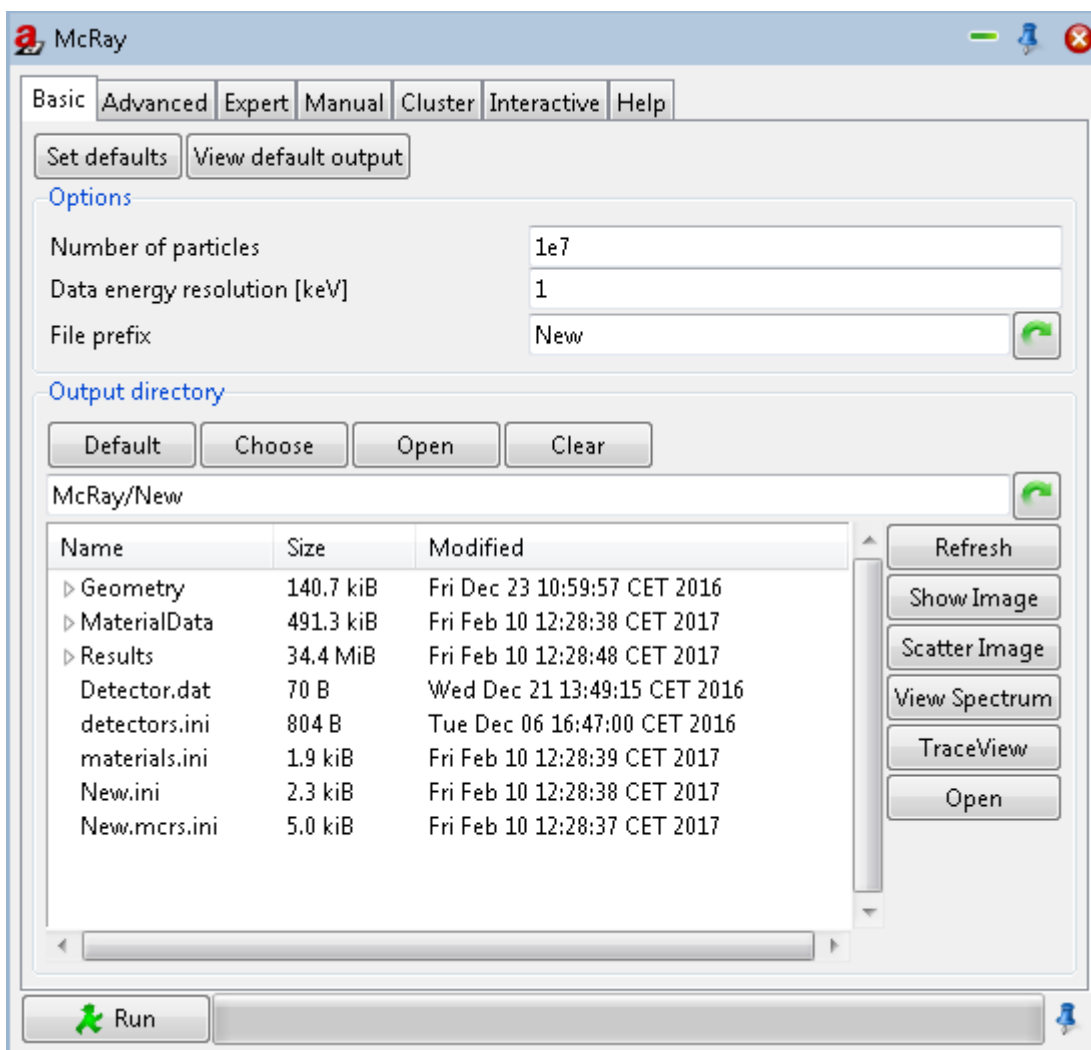 McRay
Basic Advanced Expert Manual Cluster Interactive Help
Set defaults View default output
Options
Number of particles 1e7
Data energy resolution [keV] 1
File prefix New
Output directory
Default Choose Open Clear
McRay/New
Name Size Modified Refresh
Geometry 140.7 kiB Fri Dec 23 10:59:57 CET 2016
Show Image
MaterialData 491.3 kiB Fri Feb 10 12:28:38 CET 2017
Results 34.4 MiB Fri Feb 10 12:28:48 CET 2017 Scatter Image
Detector.dat 70 B Wed Dec 21 13:49:15 CET 2016
View Spectrum
detectors.ini 804 B Tue Dec 06 16:47:00 CET 2016
materials.ini 1.9 kiB Fri Feb 10 12:28:39 CET 2017 TraceView
New.ini 2.3 kiB Fri Feb 10 12:28:38 CET 2017 Open
New.mcrs.ini 5.0 kiB Fri Feb 10 12:28:37 CET 2017
Run